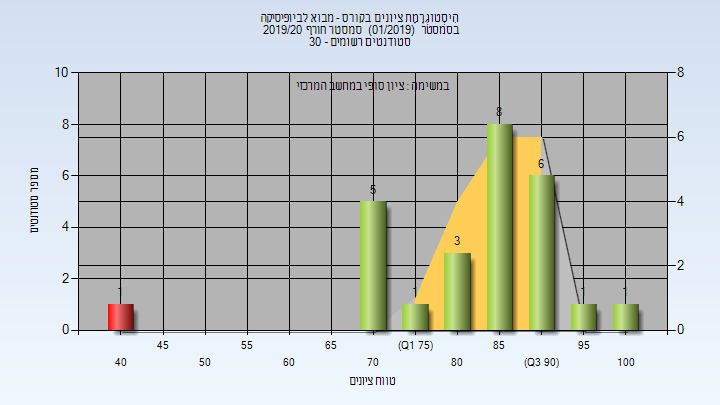 היסטוגרמת ציונים בקורס - מבוא לביופיסיקה
בסמסטר (01/2019) סמסטר חורף 2019/20
סטודנטים רשומים - 30
במשימה : ציון סופי במחשב המרכזי
10 8
8 6
6 4
4 2
2 0
0
מספר סטודנטים
1 5 1 3 8 6 1 1
45 55 65 (Q1 75) 85 95
40 50 60 70 80 (Q3 90) 100
טווח ציונים